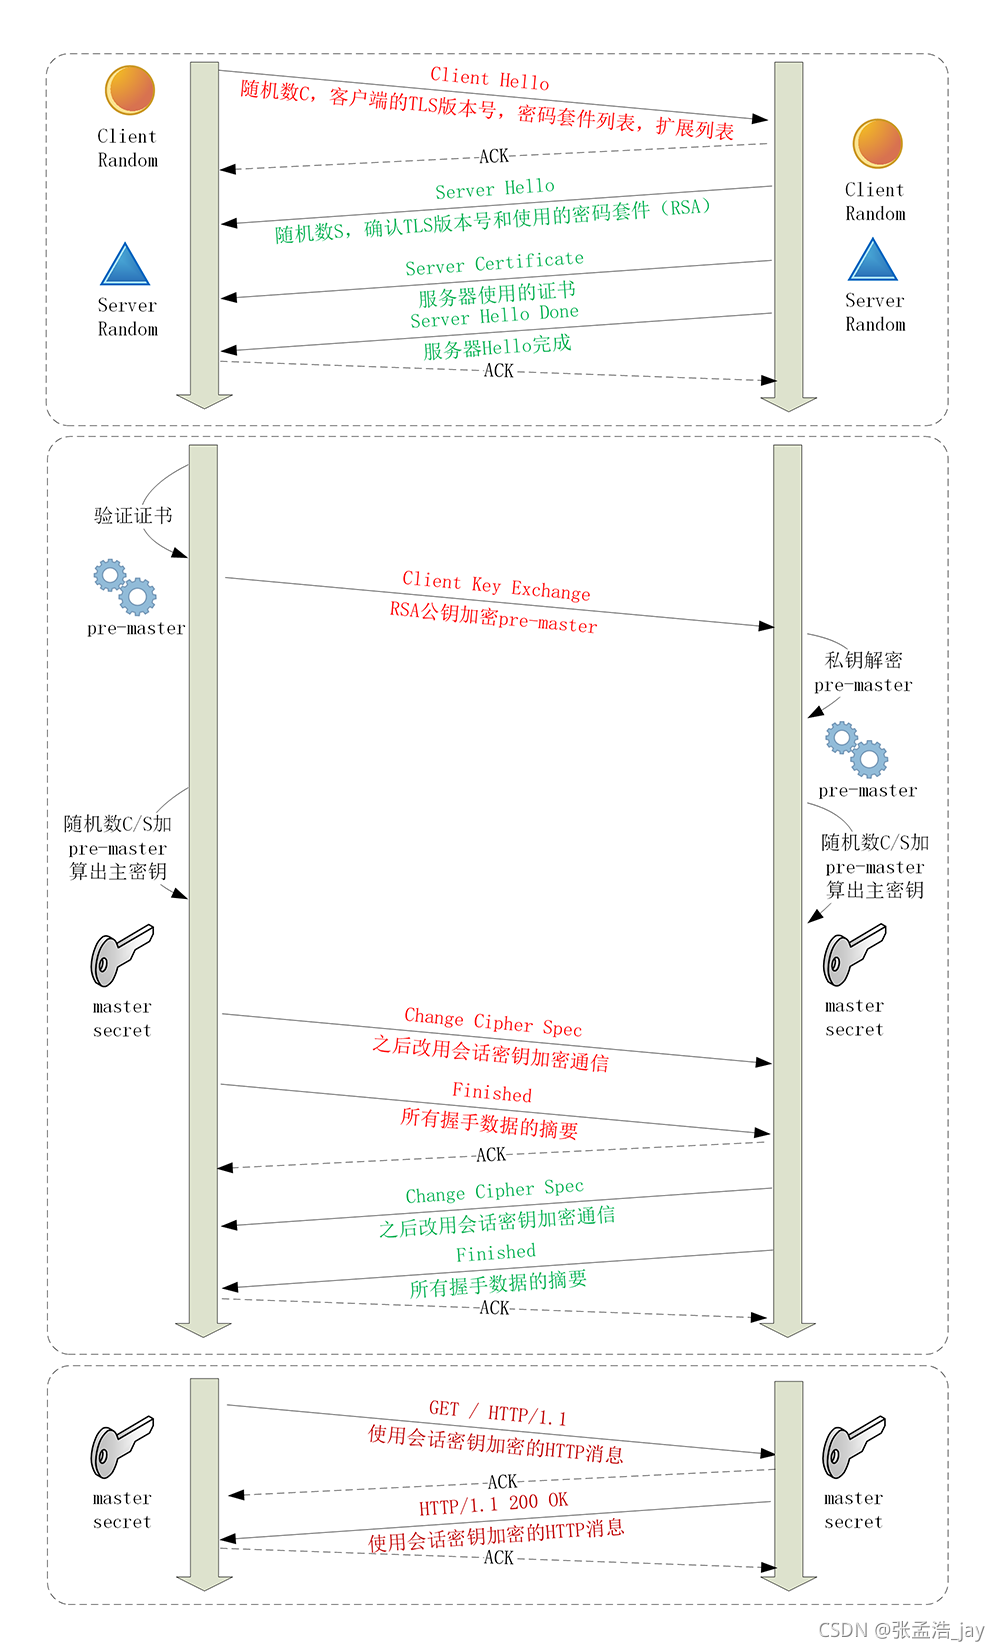 Client Hello
随机数C，客户端的TLS版本号，密码套件列表，扩展列表
Client
Random
ACK
Client
Random
Server Hello
随机数S，确认TLS版本号和使用的密码套件（RSA）
Server Certificate
服务器使用的证书
Server
Random
Server
Random
Server Hello Done
服务器Hello完成
ACK
验证证书
pre-master
Client Key Exchange
RSA公钥加密pre-master
私钥解密
pre-master
pre-master
随机数C/S加
pre-master
算出主密钥
随机数C/S加
pre-master
算出主密钥
master
secret
master
secret
Change Cipher Spec
之后改用会话密钥加密通信
Finished
所有握手数据的摘要
ACK
Change Cipher Spec
之后改用会话密钥加密通信
Finished
所有握手数据的摘要
ACK
GET / HTTP/1.1
使用会话密钥加密的HTTP消息
ACK
master
secret
master
secret
HTTP/1.1 200 OK
使用会话密钥加密的HTTP消息
ACK
CSDN @张孟浩_jay